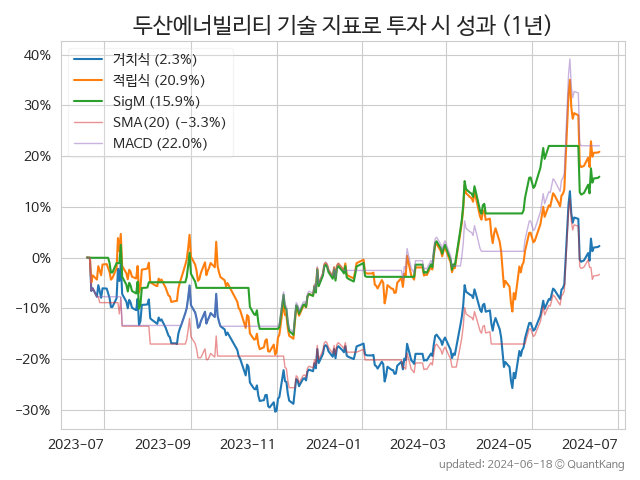 두산에너빌리티 기술 지표로 투자 시 성과 (1년)
거치식 (2.3%)
적립식 (20.9%)
SigM (15.9%)
SMA(20) (−3.3%)
MACD (22.0%)
40%
30%
20%
10%
0%
−10%
−20%
−30%
2023-07 2023-09 2023-11 2024-01 2024-03 2024-05 2024-07
updated: 2024-06-18 © QuantKang